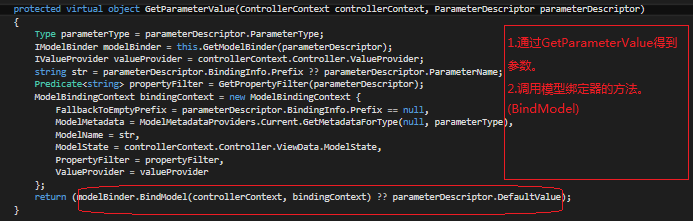 protected virtual object GetParameterValue(ControllerContext controllerContext, ParameterDescriptor parameterDescriptor)
{
Type parameterType = parameterDescriptor.ParameterType;
IModelBinder modelBinder = this.GetModelBinder(parameterDescriptor);
IValueProvider valueProvider = controllerContext.Controller.ValueProvider;
string str = parameterDescriptor.BindingInfo.Prefix ?? parameterDescriptor.ParameterName;
Predicate<string> propertyFilter = GetPropertyFilter(parameterDescriptor);
ModelBindingContext bindingContext = new ModelBindingContext {
FallbackToEmptyPrefix = parameterDescriptor.BindingInfo.Prefix == null,
ModelMetadata = ModelMetadataProviders.Current.GetMetadataForType(null, parameterType),
ModelName = str,
ModelState = controllerContext.Controller.ViewData.ModelState,
PropertyFilter = propertyFilter,
ValueProvider = valueProvider
};
return (modelBinder.BindModel(controllerContext, bindingContext) ?? parameterDescriptor.DefaultValue);
}
1.通过GetParameterValue得到
参数。
2.调用模型绑定器的方法。
(BindModel)